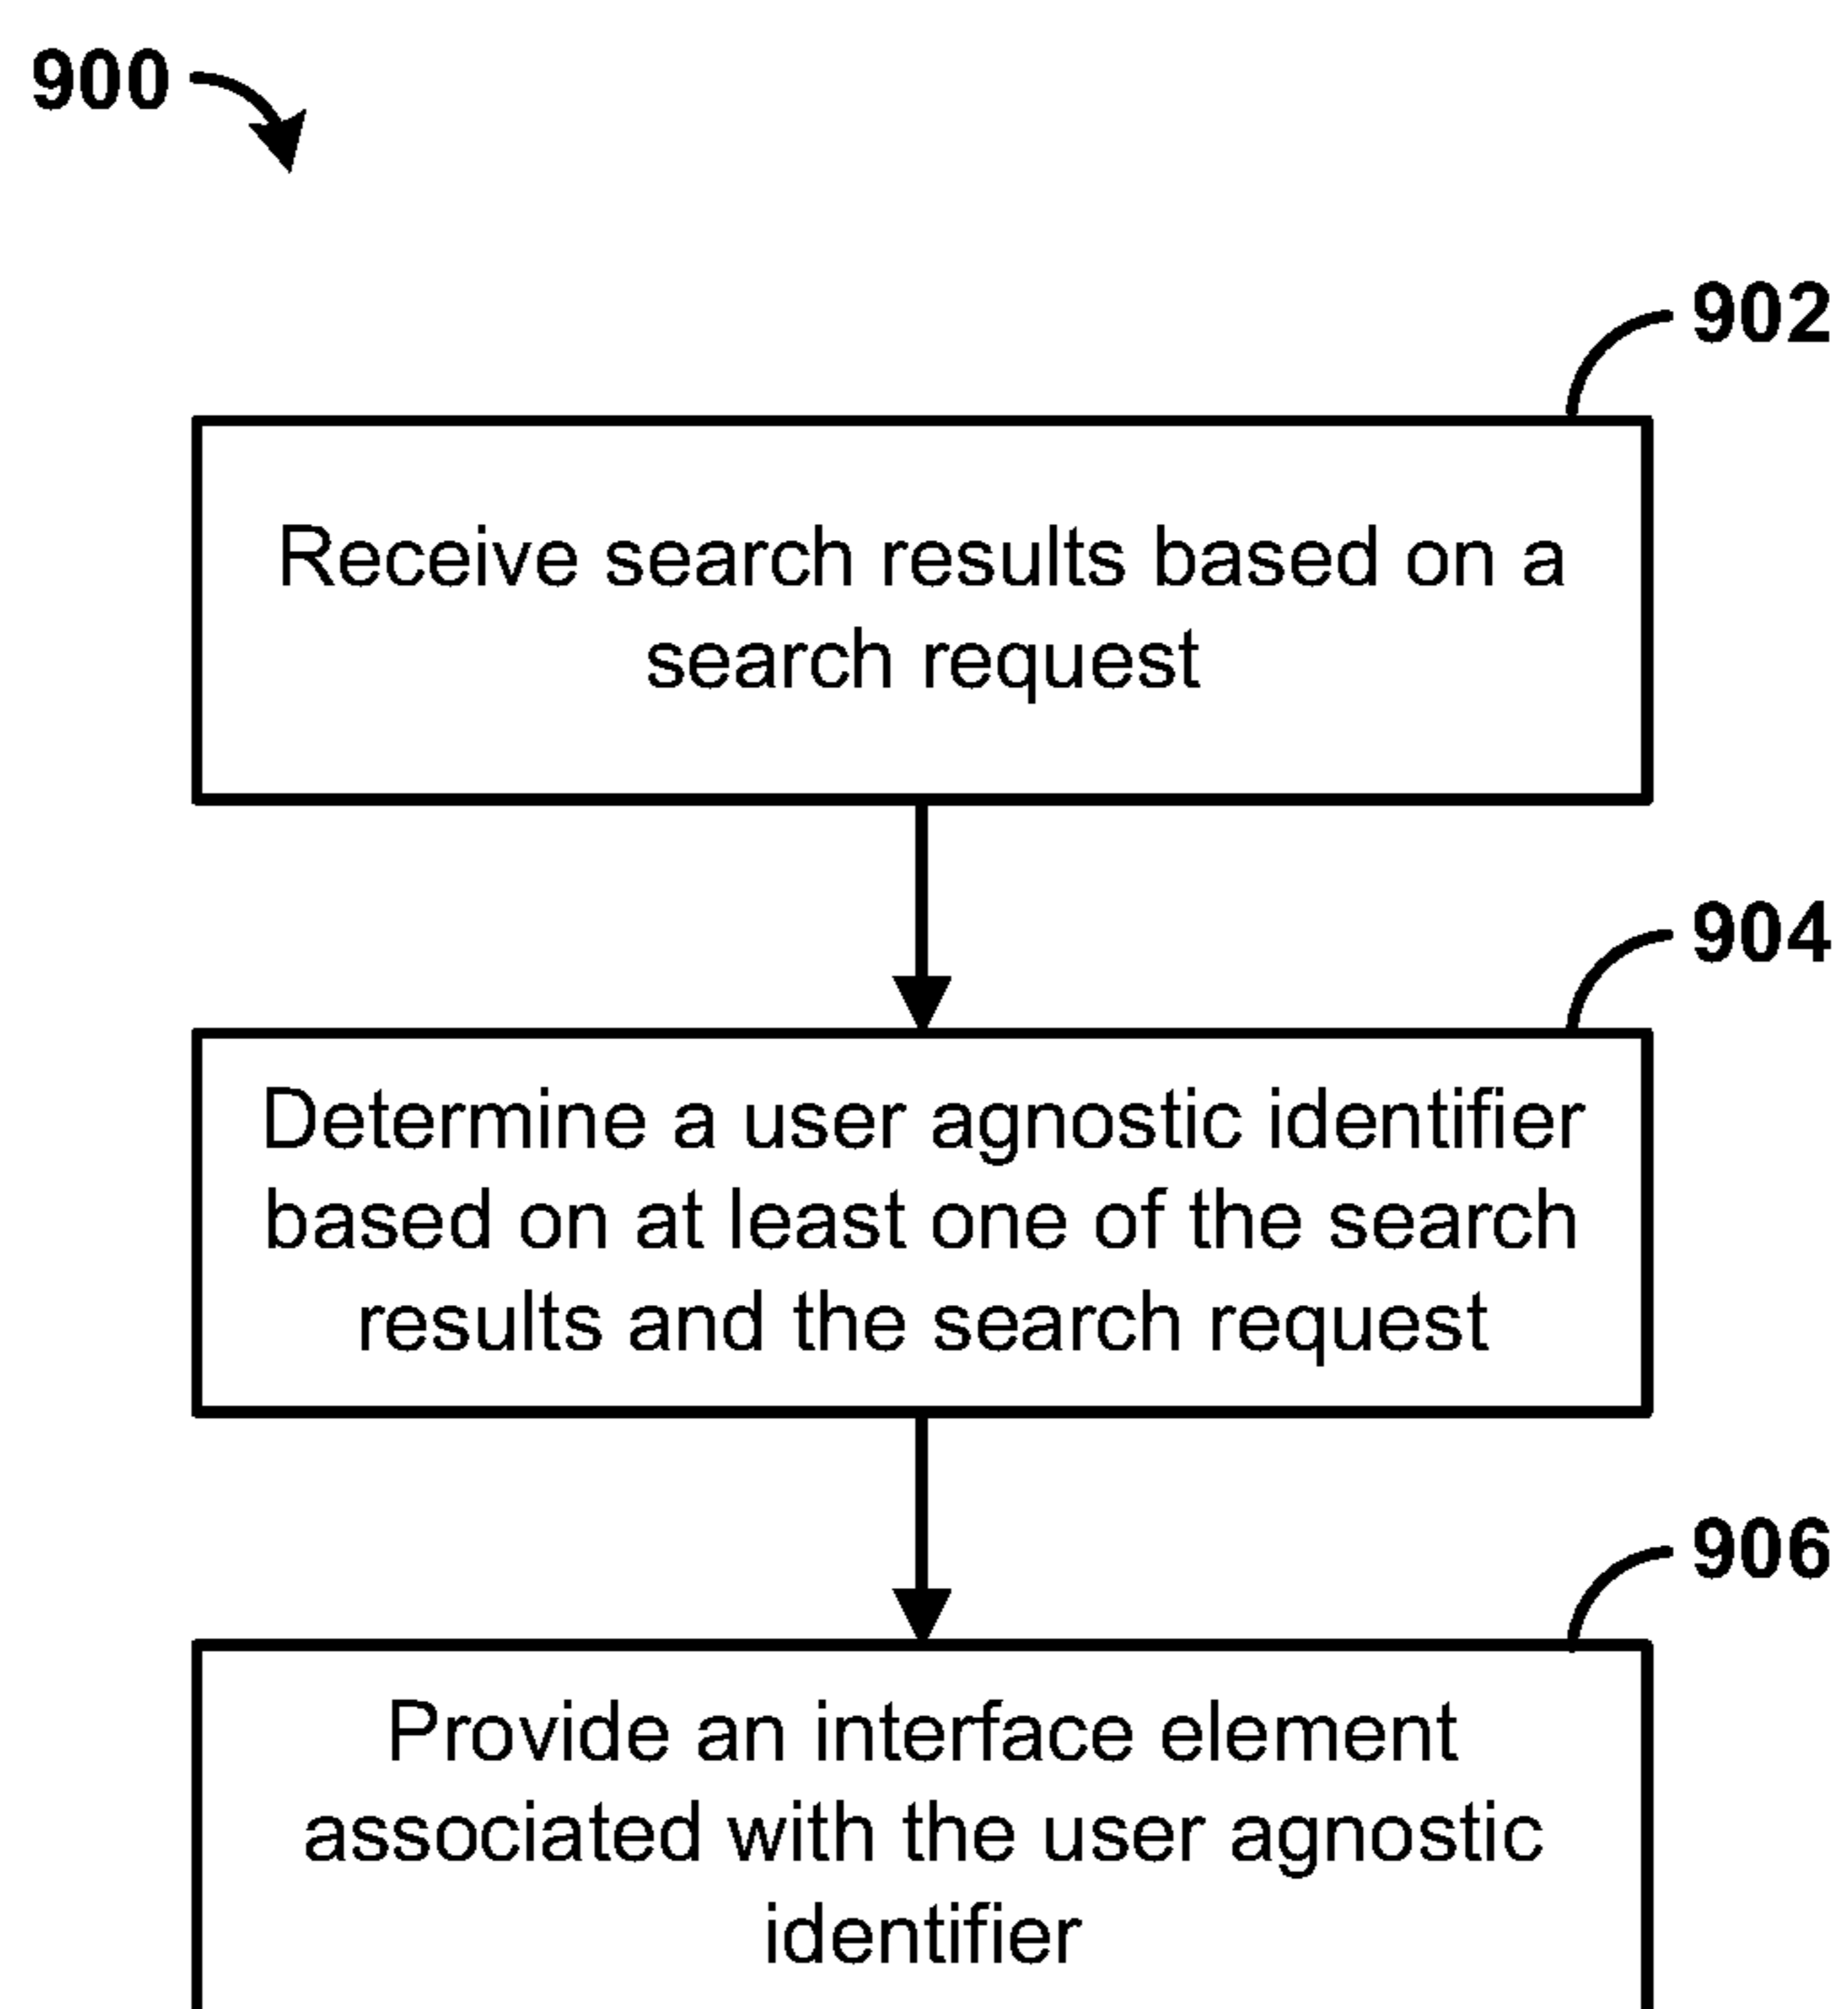 900
902
Receive search results based on a
search request
904
Determine a user agnostic identifier
based on at least one of the search
results and the search request
906
Provide an interface element
associated with the user agnostic
identifier